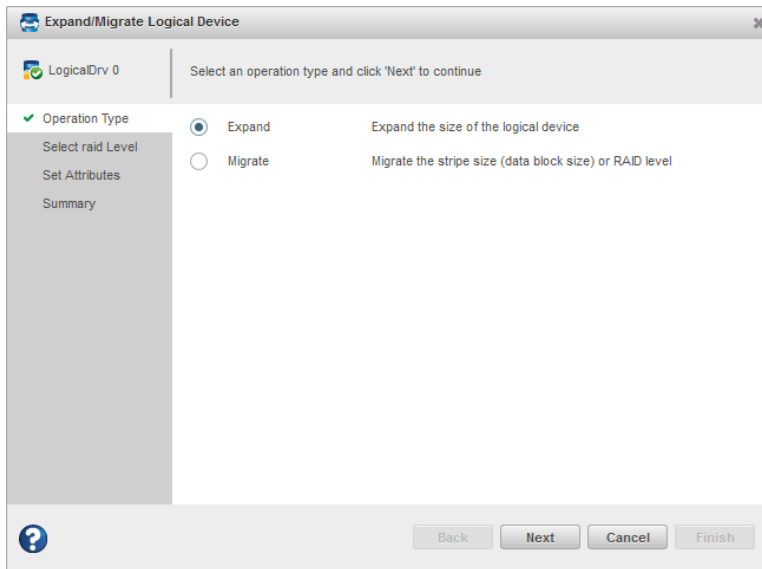 Expand/Migrate Logical Device
LogicalDrv 0
Select an operation type and click 'Next' to continue
Operation Type
Select raid Level
Set Attributes
Summary
Expand Expand the size of the logical device
Migrate Migrate the stripe size (data block size) or RAID level
?
Back Next Cancel Finish